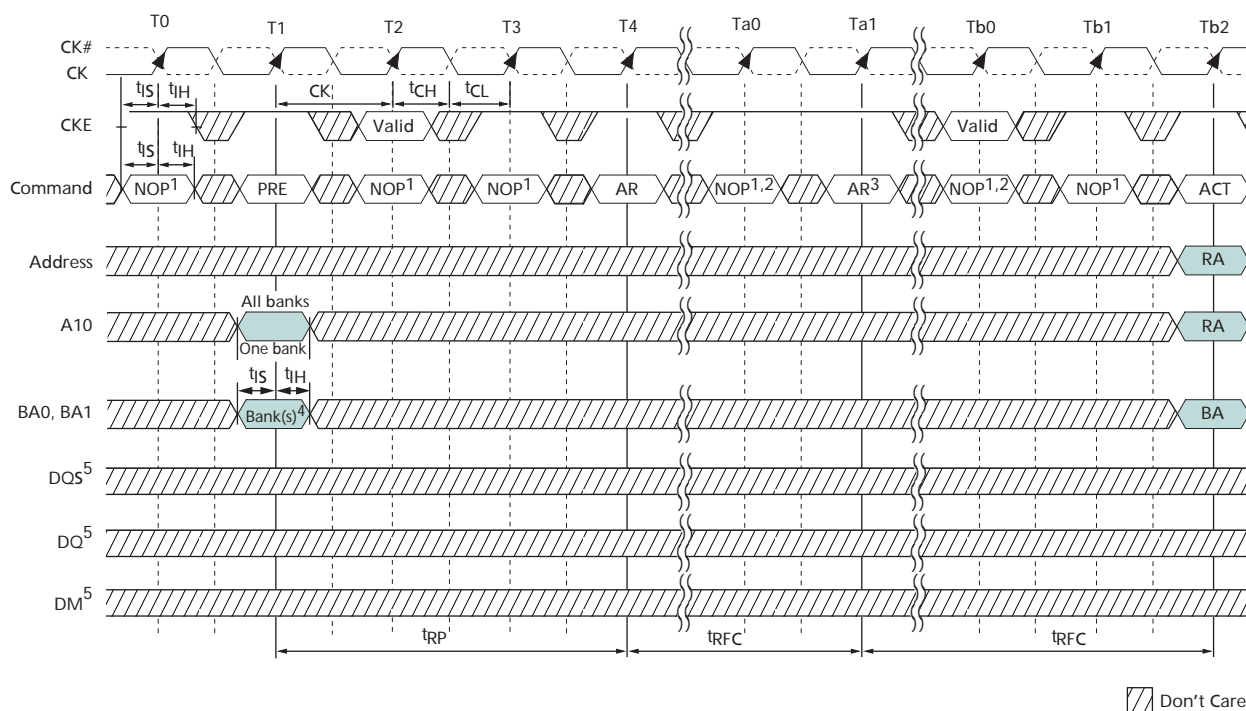 T0 T1 T2 T3 T4 Ta0 Ta1 Tb0 Tb1 Tb2
CK#
CK
tIS tIH CK tCH tCL
CKE Valid Valid
tIS tIH
Command NOP1 PRE NOP1 NOP1 AR NOP1,2 AR3 NOP1,2 NOP1 ACT
Address RA
All banks
A10 RA
One bank
tIS tIH
BA0, BA1 Bank(s)4 BA
DQS5
DQ5
DM5
tRP tRFC tRFC
Don't Care